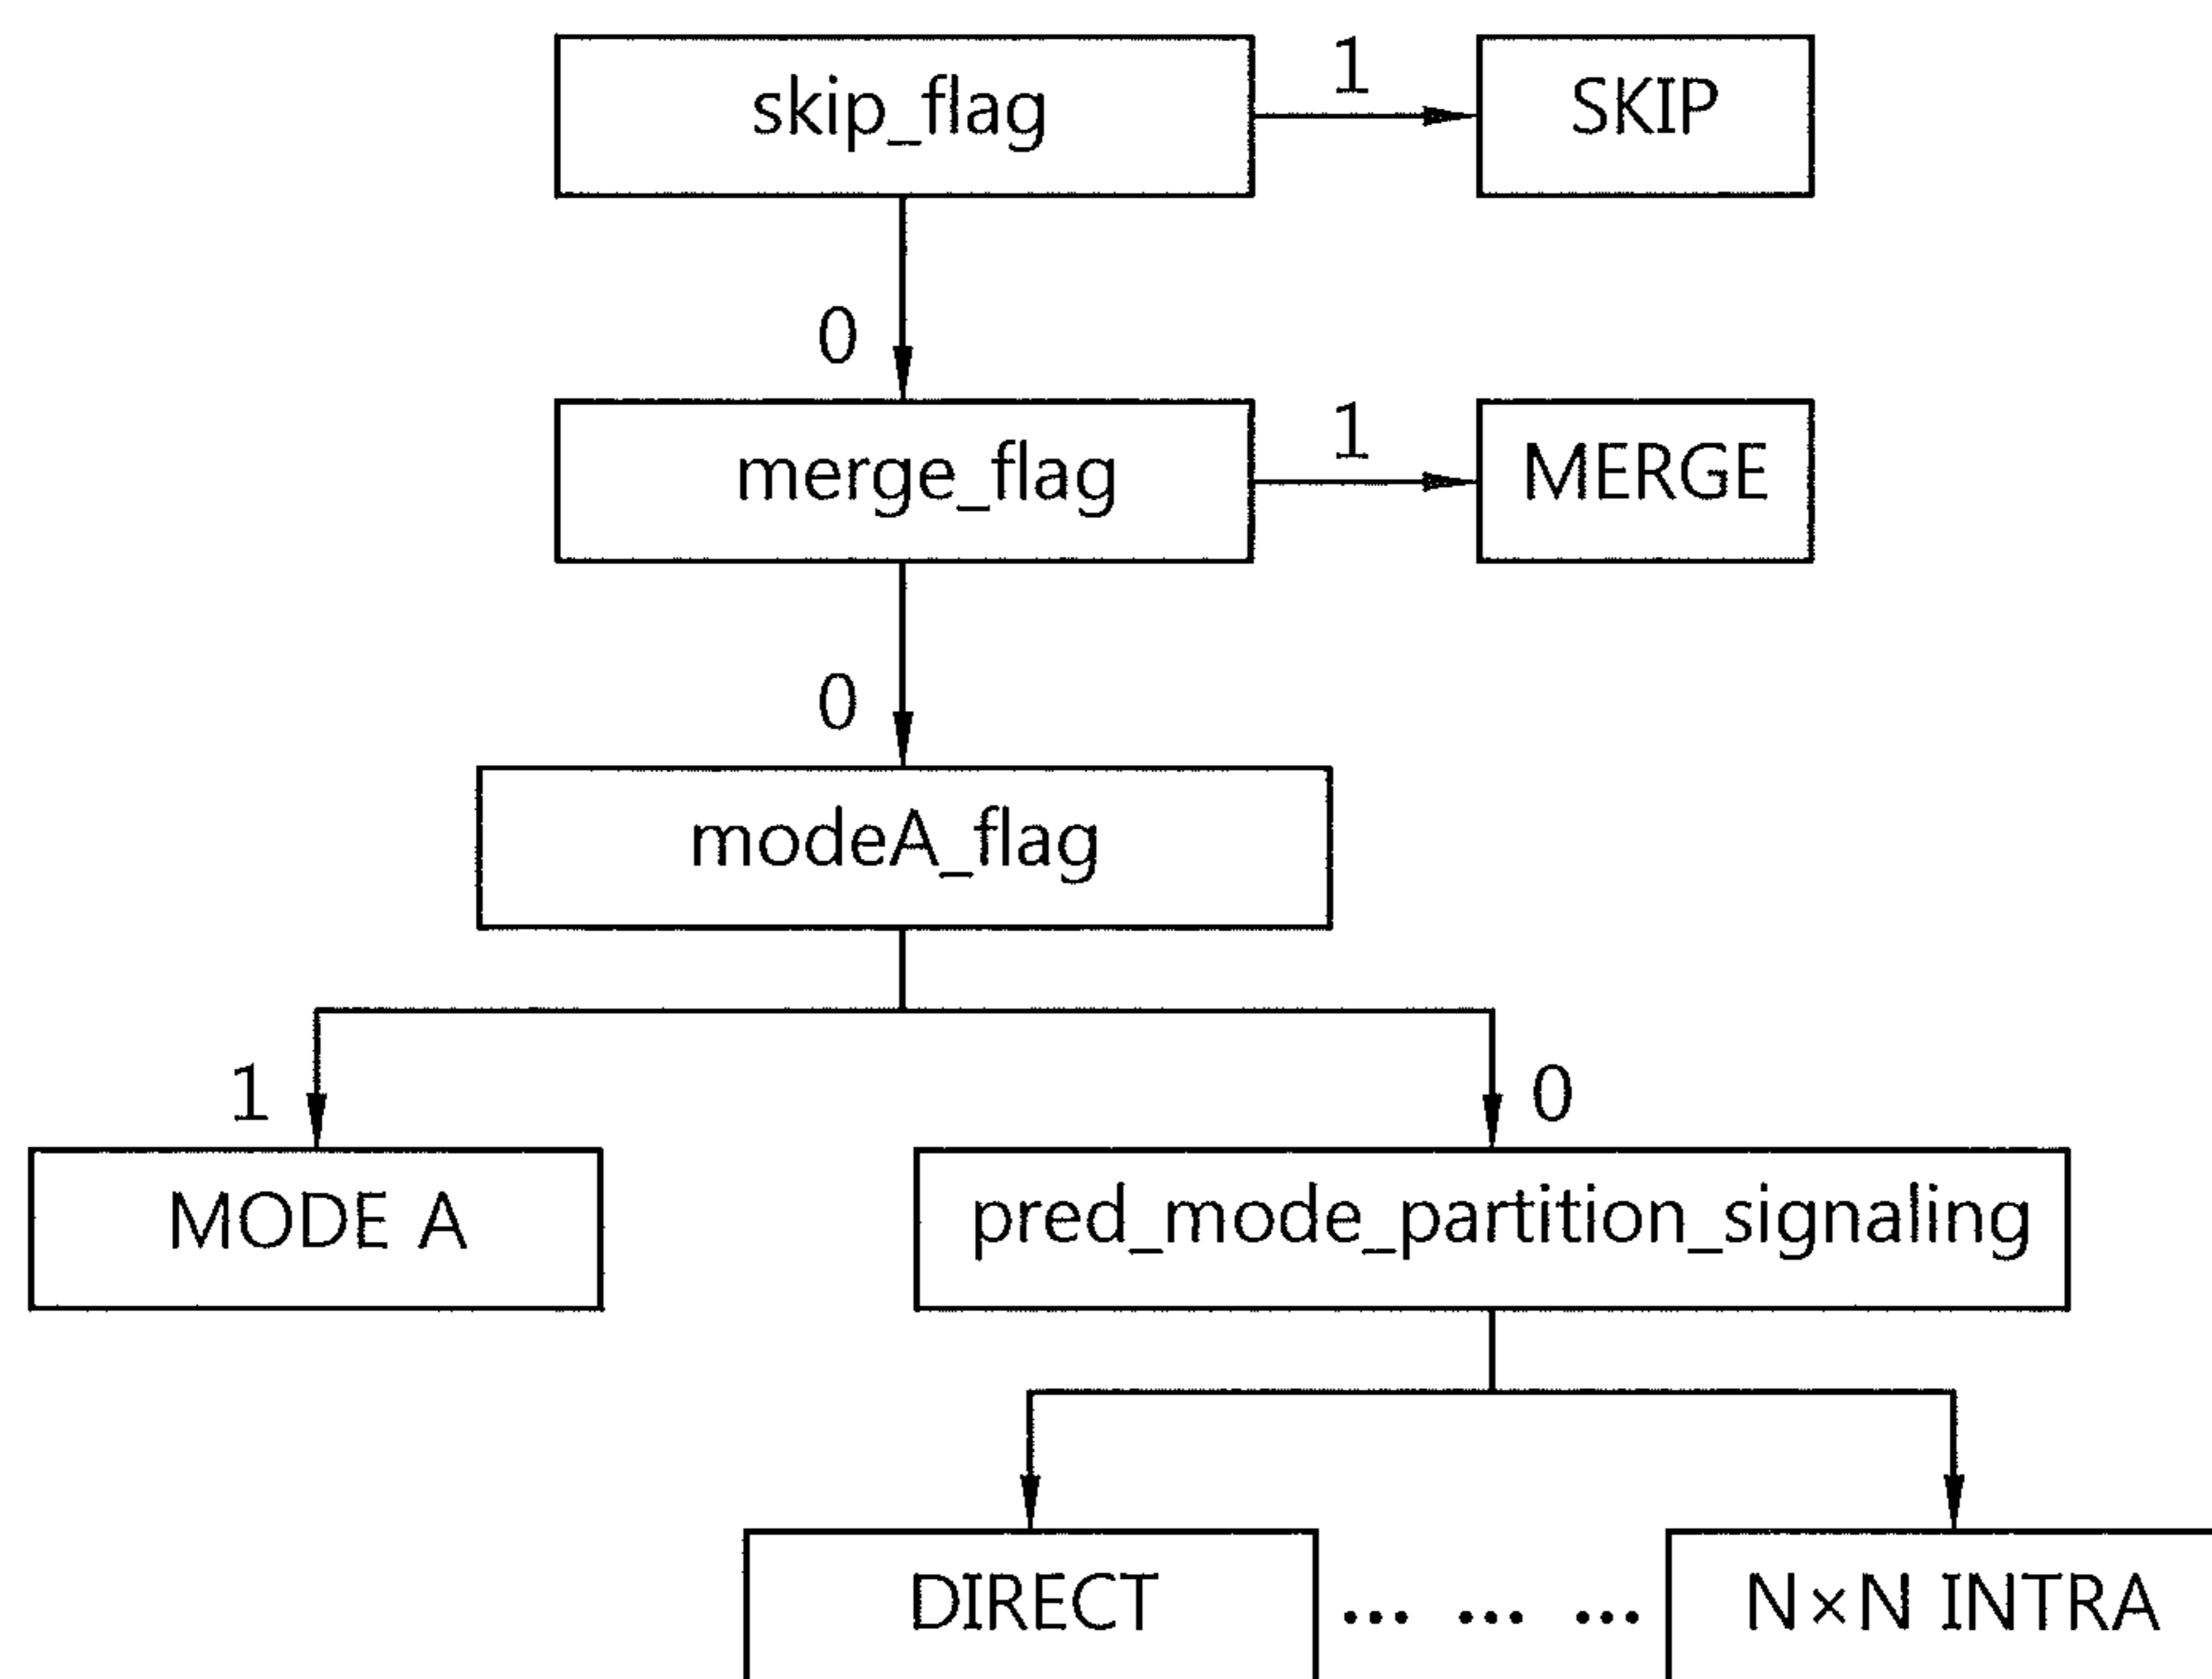 skip_flag
1
SKIP
0
merge_flag
1
MERGE
0
modeA_flag
1
0
MODE A
pred_mode_partition_signaling
DIRECT
... ... ...
N×N INTRA